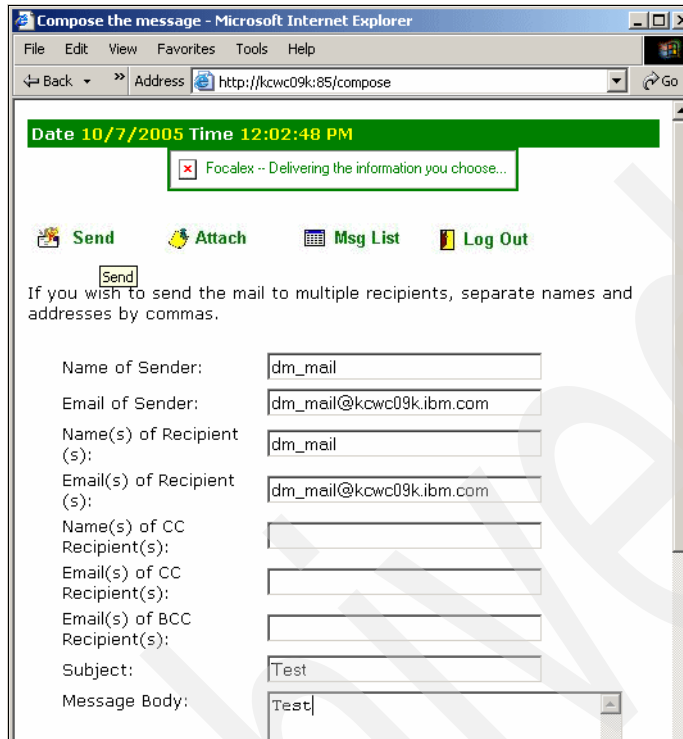 Compose the message - Microsoft Internet Explorer
File Edit View Favorites Tools Help
Back » Address http://kcwc09k:85/compose Go
Date 10/7/2005 Time 12:02:48 PM
Focalex -- Delivering the information you choose...
Send Attach Msg List Log Out
Send
If you wish to send the mail to multiple recipients, separate names and
addresses by commas.
Name of Sender: dm_mail
Email of Sender: dm_mail@kcwc09k.ibm.com
Name(s) of Recipient
(s): dm_mail
Email(s) of Recipient
(s): dm_mail@kcwc09k.ibm.com
Name(s) of CC
Recipient(s):
Email(s) of CC
Recipient(s):
Email(s) of BCC
Recipient(s):
Subject: Test
Message Body: Test